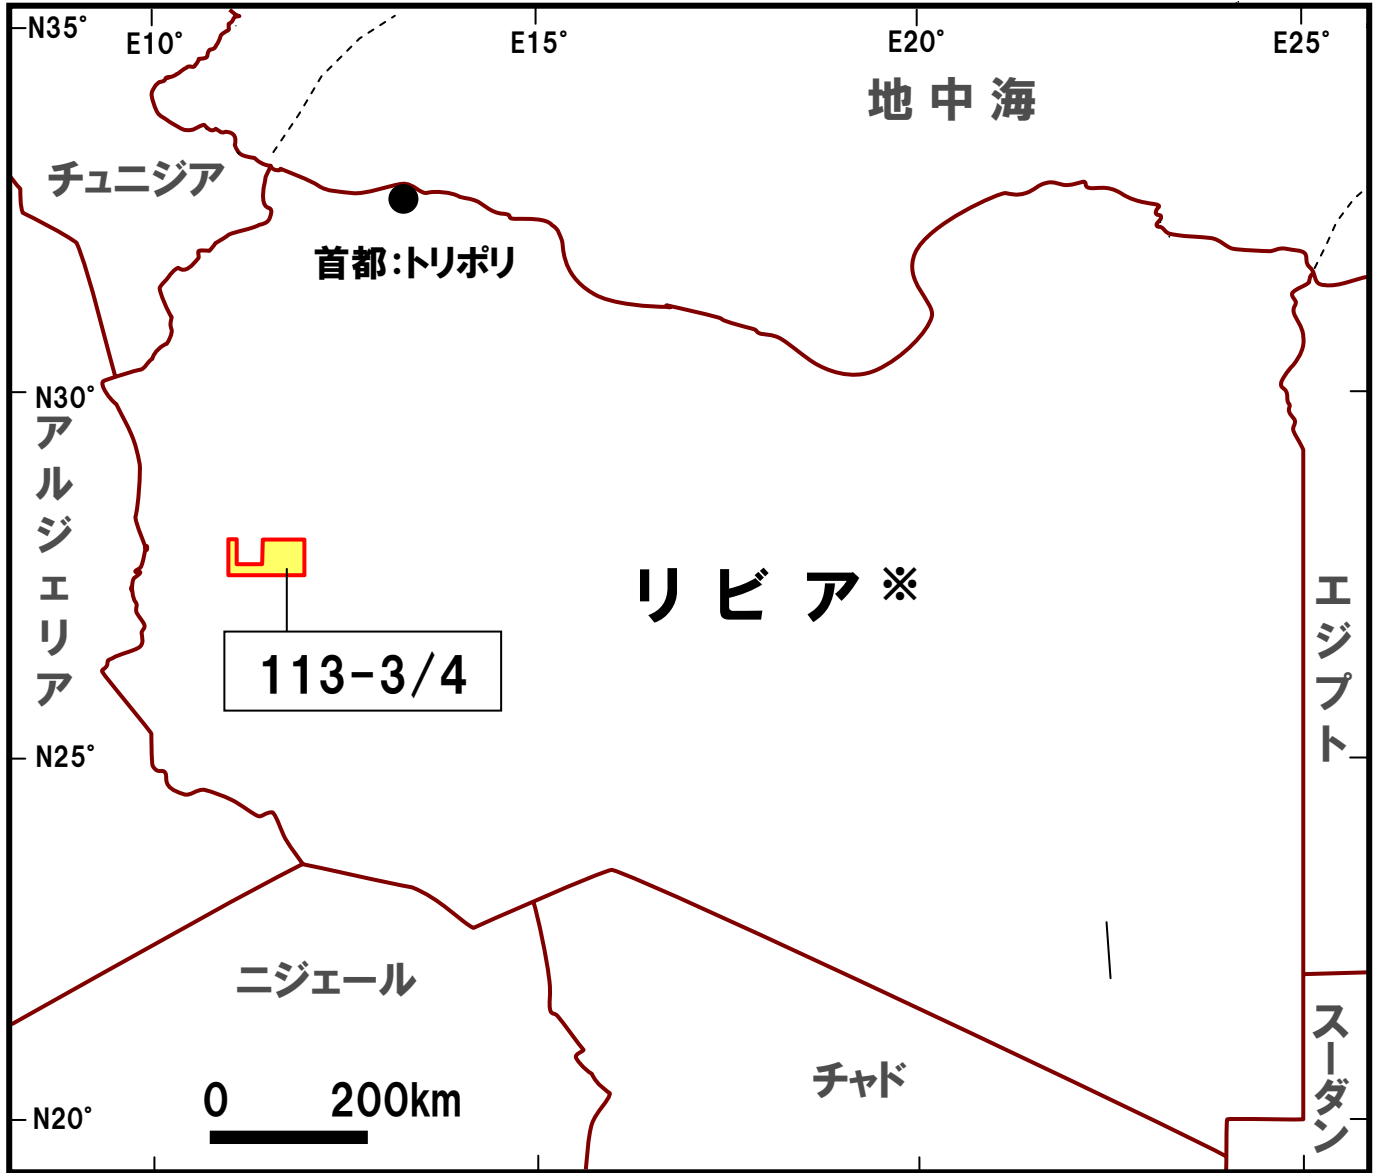 N35°
E10°
E15°
E20°
E25°
地中海
チュニジア
首都:トリポリ
N30°
アルジェリア
リビア※
エジプト
113-3/4
N25°
ニジェール
チャド
スーダン
0 200km
N20°